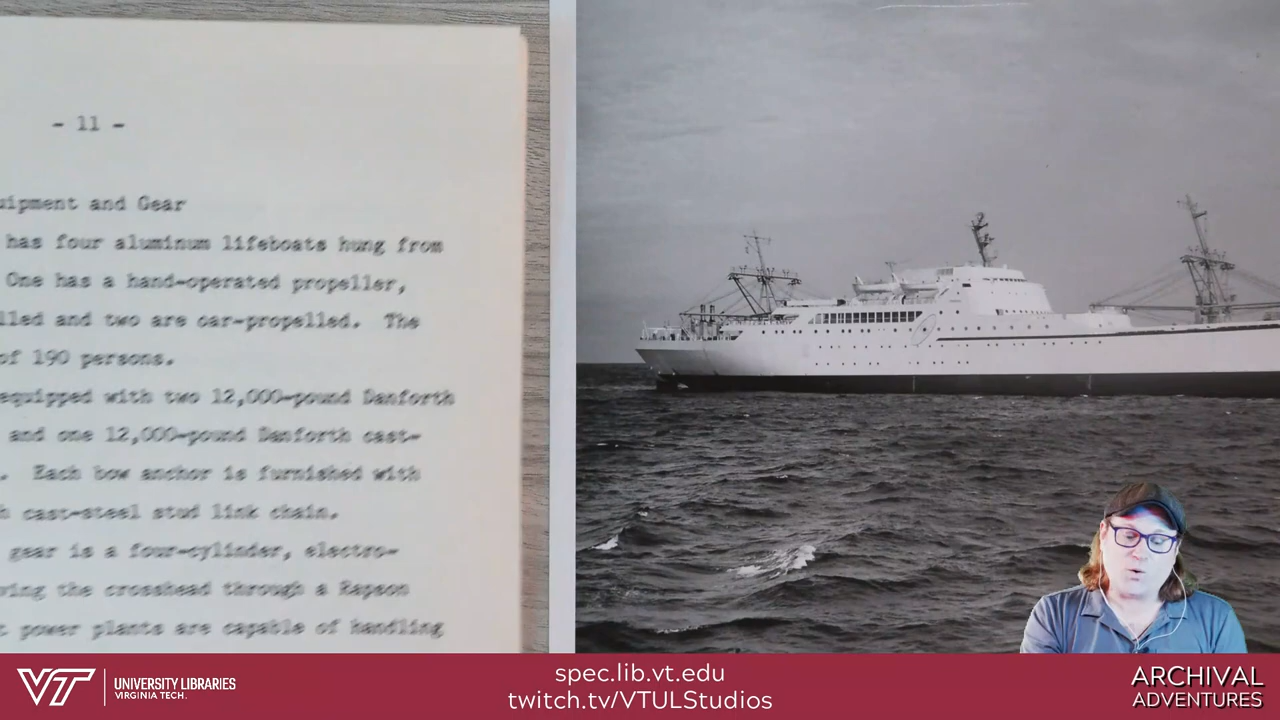 - 11 -
uipment and Gear
has four aluminum lifeboats hung from
One has a hand-operated propeller,
lled and two are oar-propelled. The
of 190 persons.
equipped with two 12,000-pound Danforth
and one 12,000-pound Danforth cast-
. Each bow anchor is furnished with
h cast-steel stud link chain.
gear is a four-cylinder, electro-
ving the crosshead through a Rapson
t power plants are capable of handling
VT UNIVERSITY LIBRARIES
VIRGINIA TECH.
spec.lib.vt.edu
twitch.tv/VTULStudios
ARCHIVAL
ADVENTURES